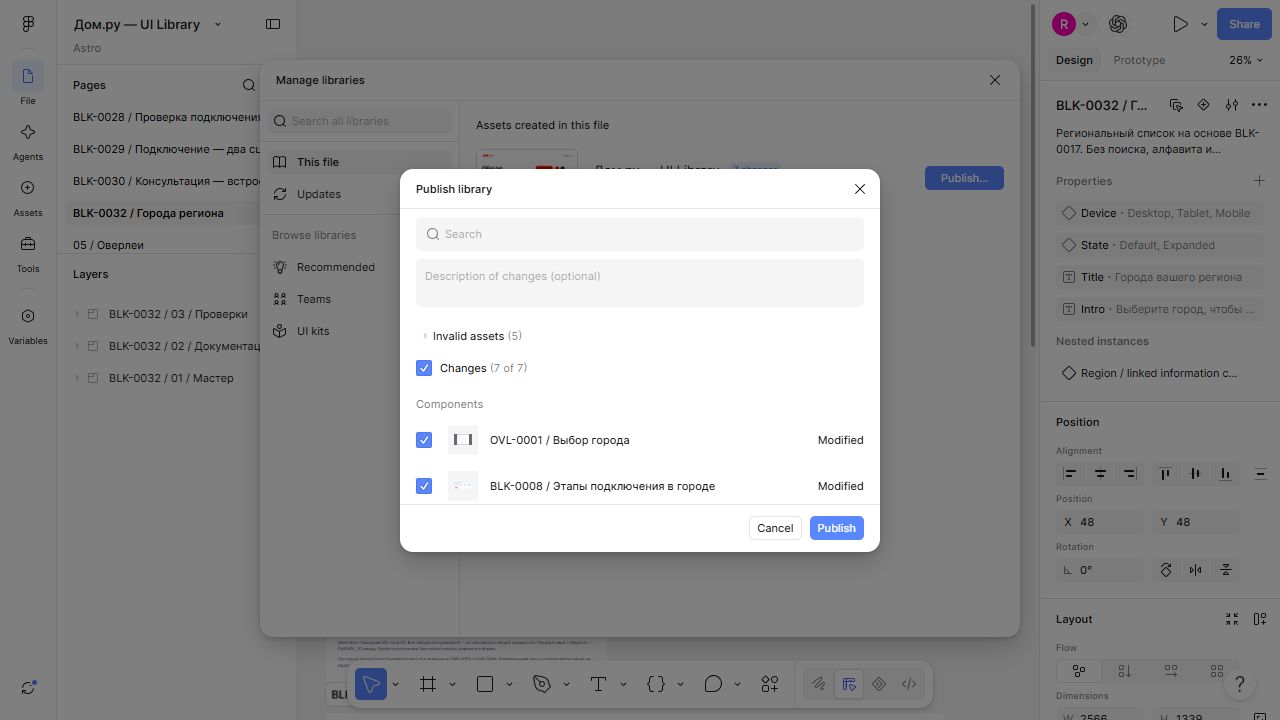 Дом.ру — UI Library
Astro
Pages
BLK-0028 / Проверка подключения
BLK-0029 / Подключение — два сц
BLK-0030 / Консультация — встро
BLK-0032 / Города региона
05 / Оверлеи
Layers
BLK-0032 / 03 / Проверки
BLK-0032 / 02 / Документац
BLK-0032 / 01 / Мастер
File
Agents
Assets
Tools
Variables
Manage libraries
Search all libraries
This file
Updates
Browse libraries
Recommended
Teams
UI kits
Assets created in this file
Publish...
Publish library
Search
Description of changes (optional)
Invalid assets (5)
Changes (7 of 7)
Components
OVL-0001 / Выбор города
Modified
BLK-0008 / Этапы подключения в городе
Modified
Cancel
Publish
BLI
R
Share
Design
Prototype
26%
BLK-0032 / Г...
Региональный список на основе BLK-
0017. Без поиска, алфавита и...
Properties
Device · Desktop, Tablet, Mobile
State · Default, Expanded
Title · Города вашего региона
Intro · Выберите город, чтобы ...
Nested instances
Region / linked information c...
Position
Alignment
Position
X 48
Y 48
Rotation
0°
Layout
Flow
Dimensions
W 2566
H 1339